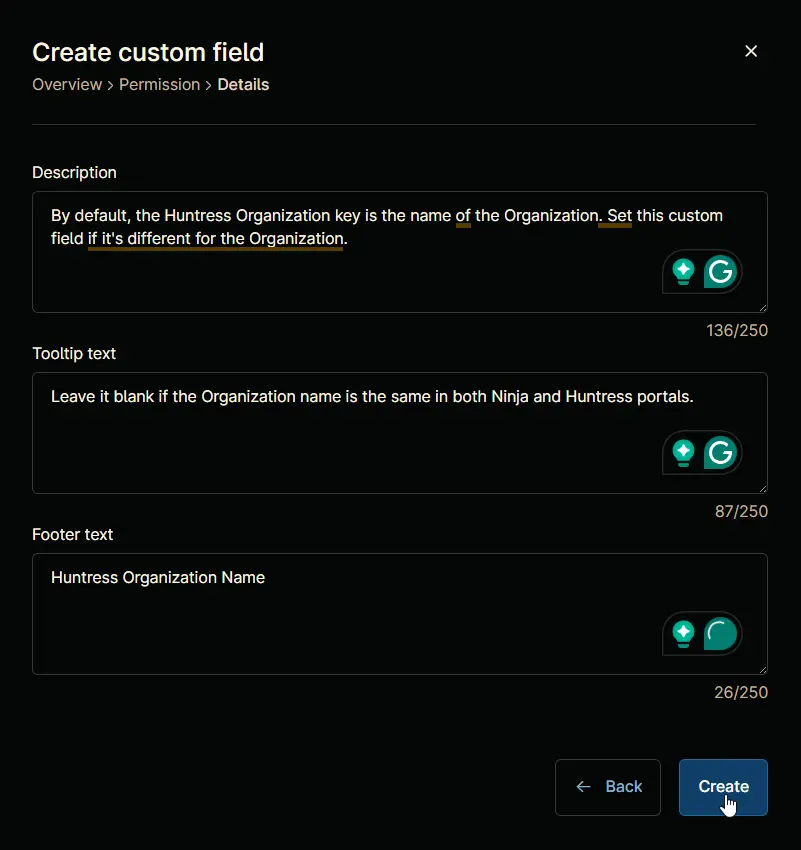 Create custom field
Overview > Permission > Details
Description
By default, the Huntress Organization key is the name of the Organization. Set this custom
field if it's different for the Organization.
136/250
Tooltip text
Leave it blank if the Organization name is the same in both Ninja and Huntress portals.
87/250
Footer text
Huntress Organization Name
26/250
← Back
Create